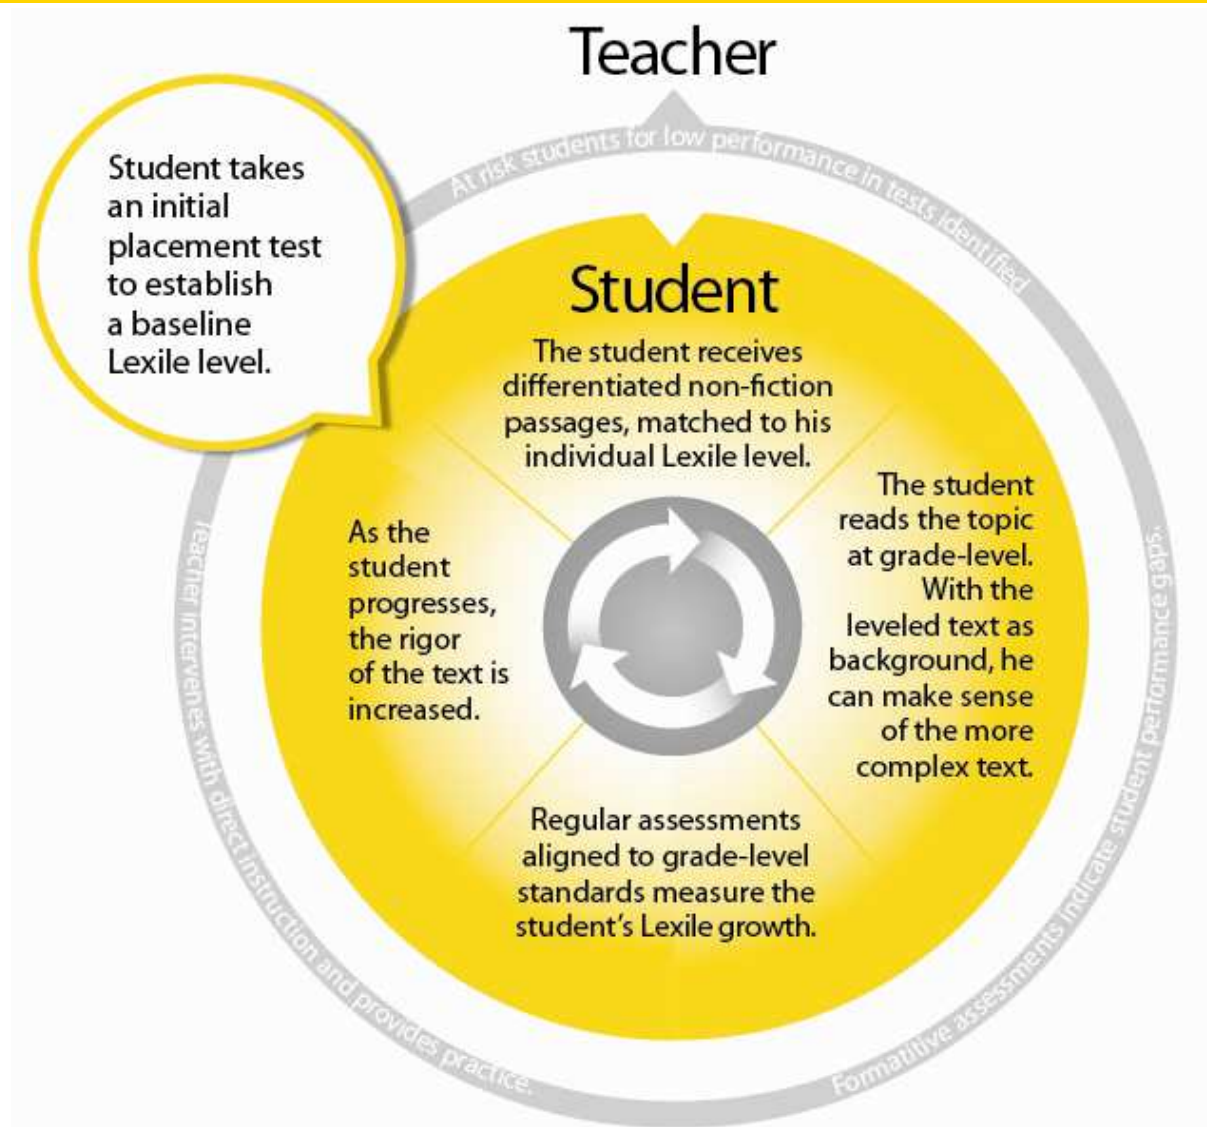 Teacher
At risk students for low performance in tests identified
Student takes
an initial
placement test
to establish
a baseline
Lexile level.
Student
The student receives
differentiated non-fiction
passages, matched to his
individual Lexile level.
The student
reads the topic
at grade-level.
With the
leveled text as
background, he
can make sense
of the more
complex text.
Regular assessments
aligned to grade-level
standards measure the
student's Lexile growth.
As the
student
progresses,
the rigor
of the text is
increased.
Formatitive assessments indicate student performance gaps.
Teacher intervenes with direct instruction and provides practice.